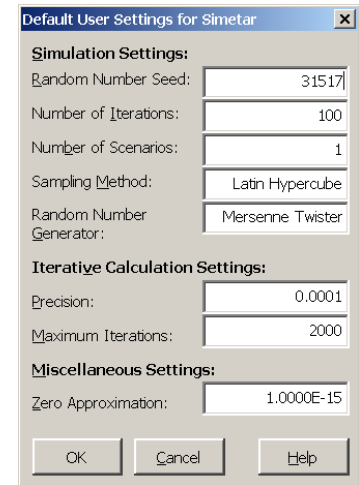 Default User Settings for Simetar
Simulation Settings:
Random Number Seed: 31517
Number of Iterations: 100
Number of Scenarios: 1
Sampling Method: Latin Hypercube
Random Number Generator: Mersenne Twister
Iterative Calculation Settings:
Precision: 0.0001
Maximum Iterations: 2000
Miscellaneous Settings:
Zero Approximation: 1.0000E-15
OK Cancel Help